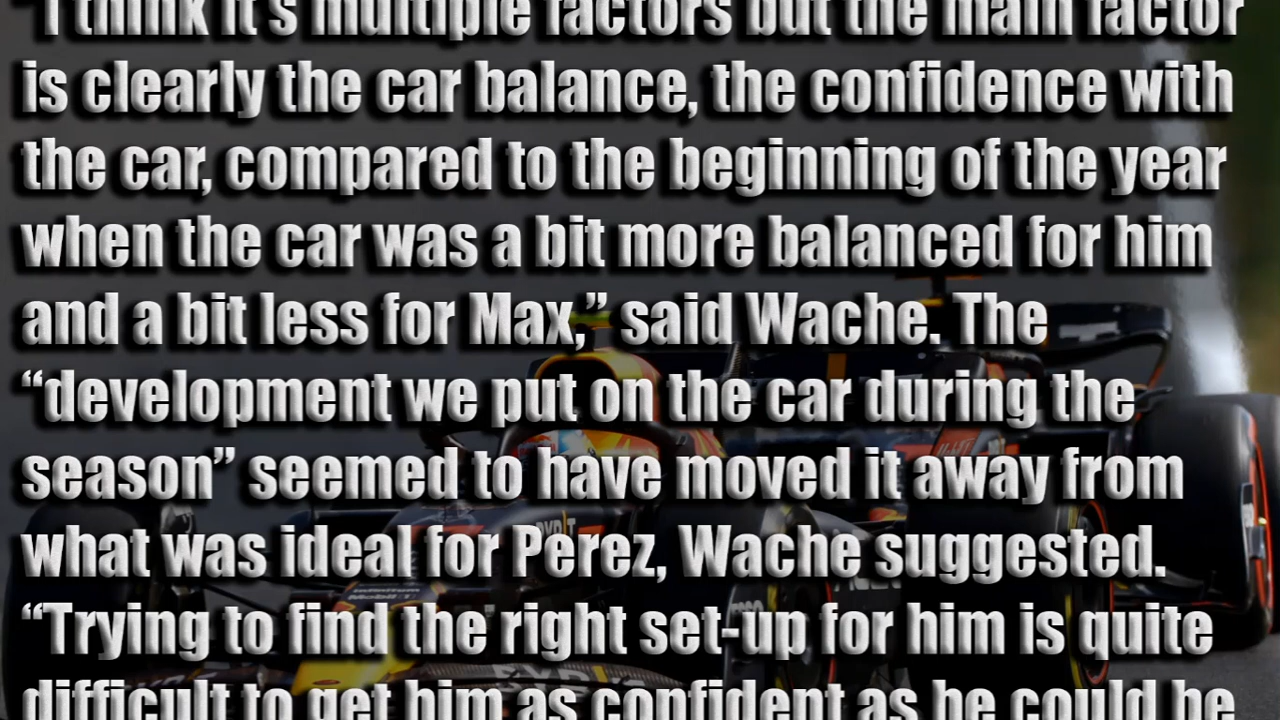 “I think it’s multiple factors but the main factor
is clearly the car balance, the confidence with
the car, compared to the beginning of the year
when the car was a bit more balanced for him
and a bit less for Max,” said Wache. The
“development we put on the car during the
season” seemed to have moved it away from
what was ideal for Perez, Wache suggested.
“Trying to find the right set-up for him is quite
difficult to get him as confident as he could be